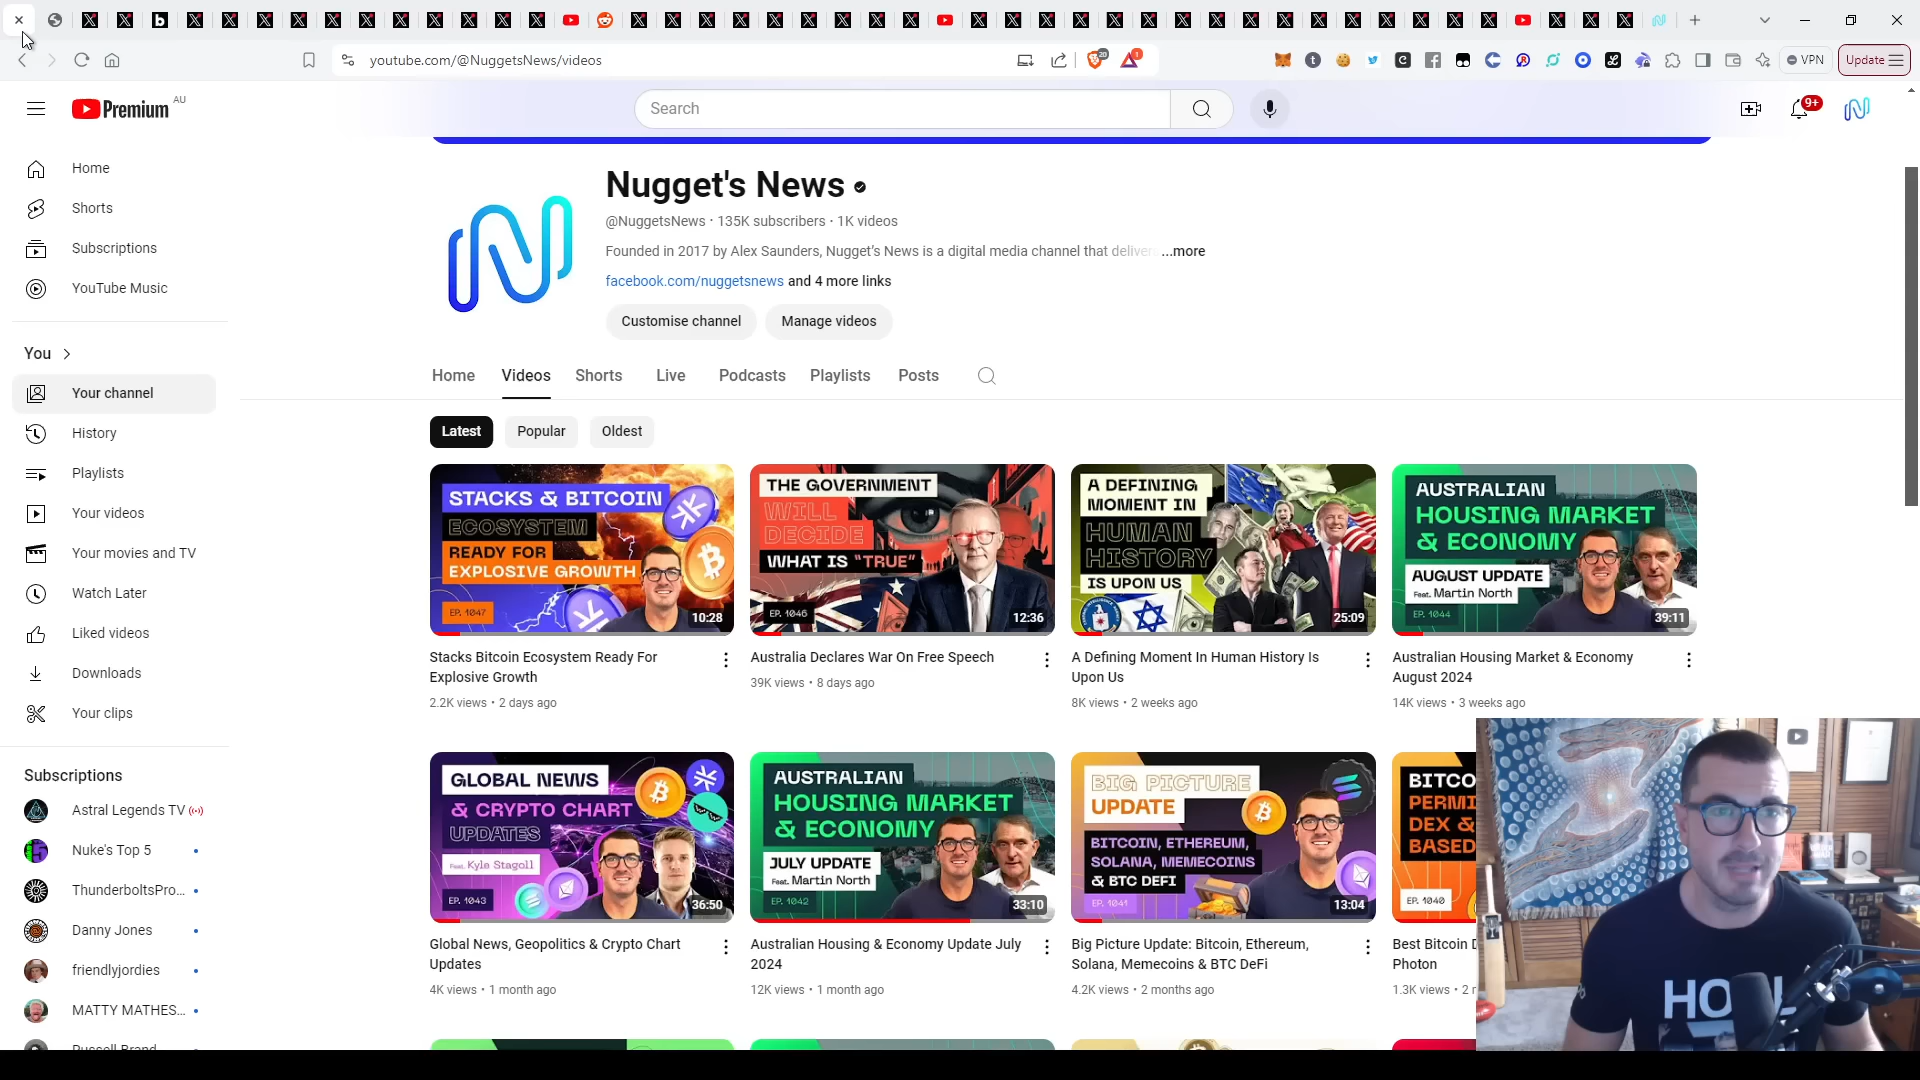 youtube.com/@NuggetsNews/videos
20
1
VPN
Update
Premium AU
Search
9+
Home
Shorts
Subscriptions
YouTube Music
You
Your channel
History
Playlists
Your videos
Your movies and TV
Watch Later
Liked videos
Downloads
Your clips
Subscriptions
Astral Legends TV
Nuke's Top 5
ThunderboltsPro...
Danny Jones
friendlyjordies
MATTY MATHES...
Russell Brand
Nugget's News
@NuggetsNews • 135K subscribers • 1K videos
Founded in 2017 by Alex Saunders, Nugget's News is a digital media channel that deliver ...more
facebook.com/nuggetsnews and 4 more links
Customise channel
Manage videos
Home
Videos
Shorts
Live
Podcasts
Playlists
Posts
Latest
Popular
Oldest
STACKS & BITCOIN
ECOSYSTEM
READY FOR
EXPLOSIVE GROWTH
EP. 1047
10:28
Stacks Bitcoin Ecosystem Ready For
Explosive Growth
2.2K views • 2 days ago
THE GOVERNMENT
WILL
DECIDE
WHAT IS "TRUE"
EP. 1046
12:36
Australia Declares War On Free Speech
39K views • 8 days ago
A DEFINING
MOMENT IN
HUMAN
HISTORY
IS UPON US
25:09
A Defining Moment In Human History Is
Upon Us
8K views • 2 weeks ago
AUSTRALIAN
HOUSING MARKET
& ECONOMY
AUGUST UPDATE
Feat. Martin North
EP. 1044
39:11
Australian Housing Market & Economy
August 2024
14K views • 3 weeks ago
GLOBAL NEWS
& CRYPTO CHART
UPDATES
Feat. Kyle Stagoll
EP. 1043
36:50
Global News, Geopolitics & Crypto Chart
Updates
4K views • 1 month ago
AUSTRALIAN
HOUSING MARKET
& ECONOMY
JULY UPDATE
Feat. Martin North
EP. 1042
33:10
Australian Housing & Economy Update July
2024
12K views • 1 month ago
BIG PICTURE
UPDATE
BITCOIN, ETHEREUM,
SOLANA, MEMECOINS
& BTC DEFI
EP. 1041
13:04
Big Picture Update: Bitcoin, Ethereum,
Solana, Memecoins & BTC DeFi
4.2K views • 2 months ago
BITCO
PERMI
DEX &
BASED
EP. 1040
Best Bitcoin D
Photon
1.3K views • 2 r